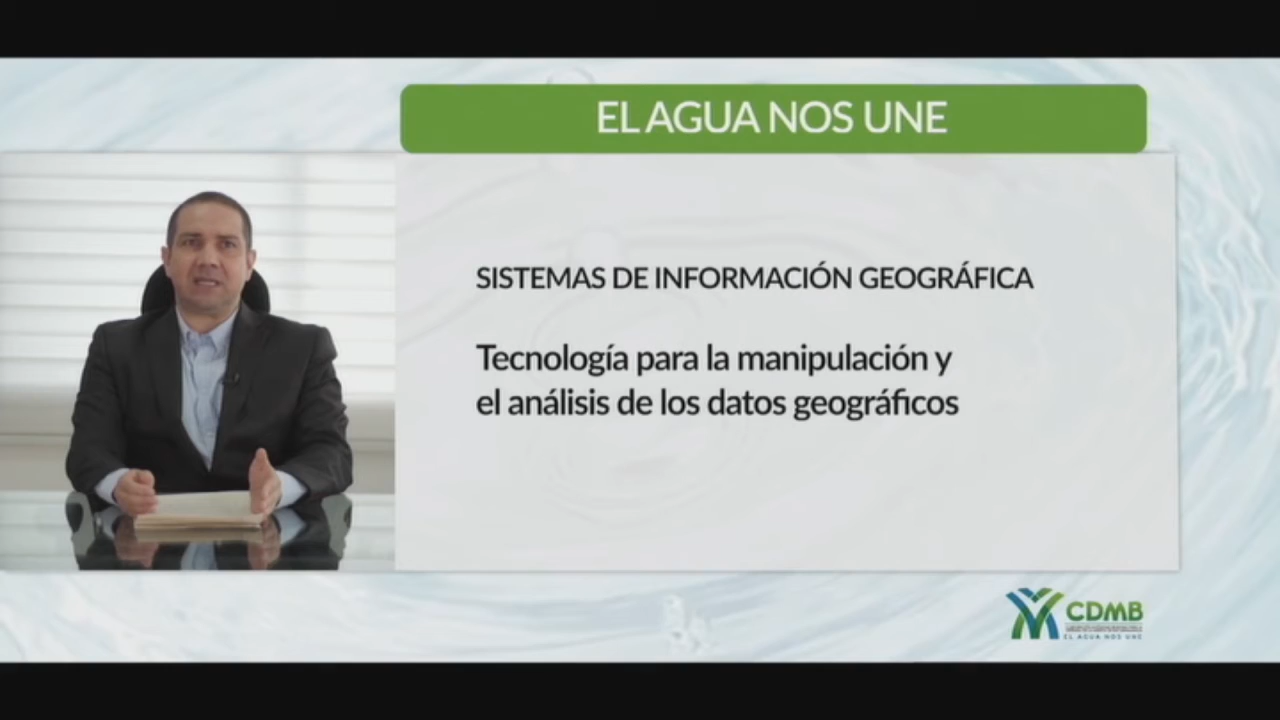 EL AGUA NOS UNE
SISTEMAS DE INFORMACIÓN GEOGRÁFICA
Tecnología para la manipulación y
el análisis de los datos geográficos
CDMB
EL AGUA NOS UNE